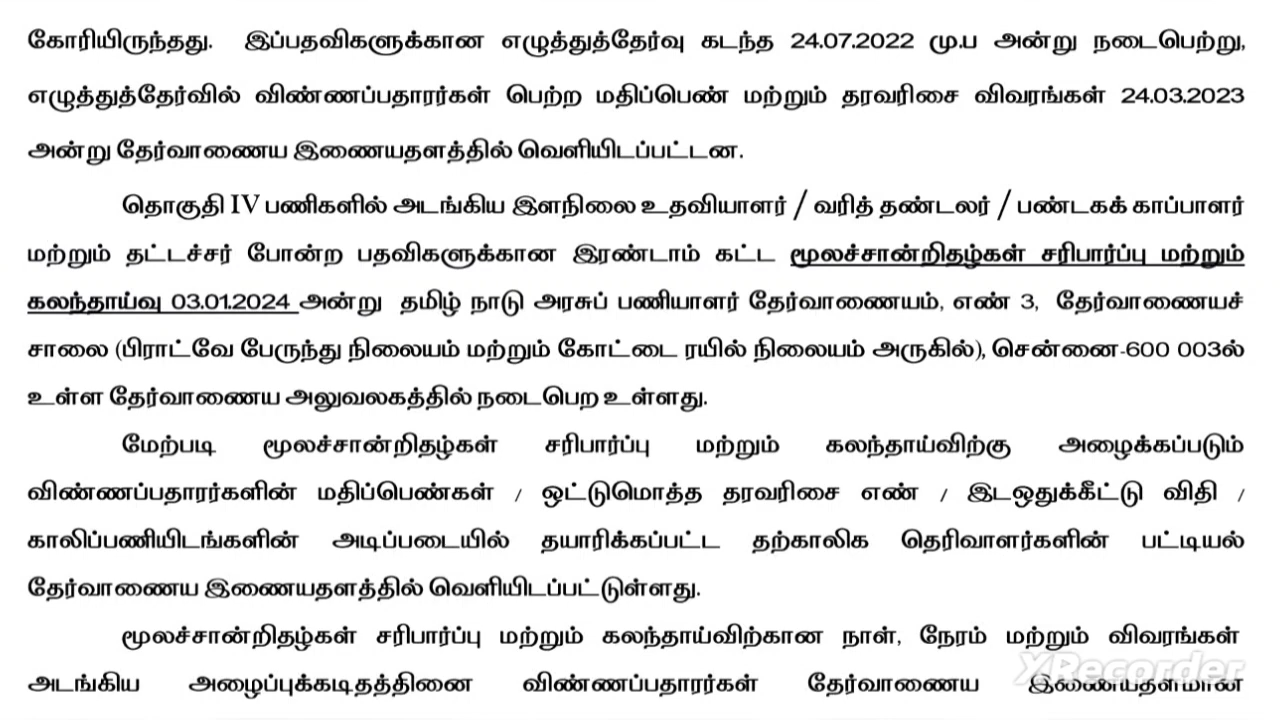 கோரியிருந்தது. இப்பதவிகளுக்கான எழுத்துத்தேர்வு கடந்த 24.07.2022 மு.ப அன்று நடைபெற்று,
எழுத்துத்தேர்வில் விண்ணப்பதாரர்கள் பெற்ற மதிப்பெண் மற்றும் தரவரிசை விவரங்கள் 24.03.2023
அன்று தேர்வாணைய இணையதளத்தில் வெளியிடப்பட்டன.
தொகுதி IV பணிகளில் அடங்கிய இளநிலை உதவியாளர் / வரித் தண்டலர் / பண்டகக் காப்பாளர்
மற்றும் தட்டச்சர் போன்ற பதவிகளுக்கான இரண்டாம் கட்ட மூலச்சான்றிதழ்கள் சரிபார்ப்பு மற்றும்
கலந்தாய்வு 03.01.2024 அன்று தமிழ் நாடு அரசுப் பணியாளர் தேர்வாணையம், எண் 3, தேர்வாணையச்
சாலை (பிராட்வே பேருந்து நிலையம் மற்றும் கோட்டை ரயில் நிலையம் அருகில்), சென்னை-600 003ல்
உள்ள தேர்வாணைய அலுவலகத்தில் நடைபெற உள்ளது.
மேற்படி மூலச்சான்றிதழ்கள் சரிபார்ப்பு மற்றும் கலந்தாய்விற்கு அழைக்கப்படும்
விண்ணப்பதாரர்களின் மதிப்பெண்கள் / ஒட்டுமொத்த தரவரிசை எண் / இடஒதுக்கீட்டு விதி /
காலிப்பணியிடங்களின் அடிப்படையில் தயாரிக்கப்பட்ட தற்காலிக தெரிவாளர்களின் பட்டியல்
தேர்வாணைய இணையதளத்தில் வெளியிடப்பட்டுள்ளது.
மூலச்சான்றிதழ்கள் சரிபார்ப்பு மற்றும் கலந்தாய்விற்கான நாள், நேரம் மற்றும் விவரங்கள்
அடங்கிய அழைப்புக்கடிதத்தினை விண்ணப்பதாரர்கள் தேர்வாணைய இணையதளமான
XRecorder